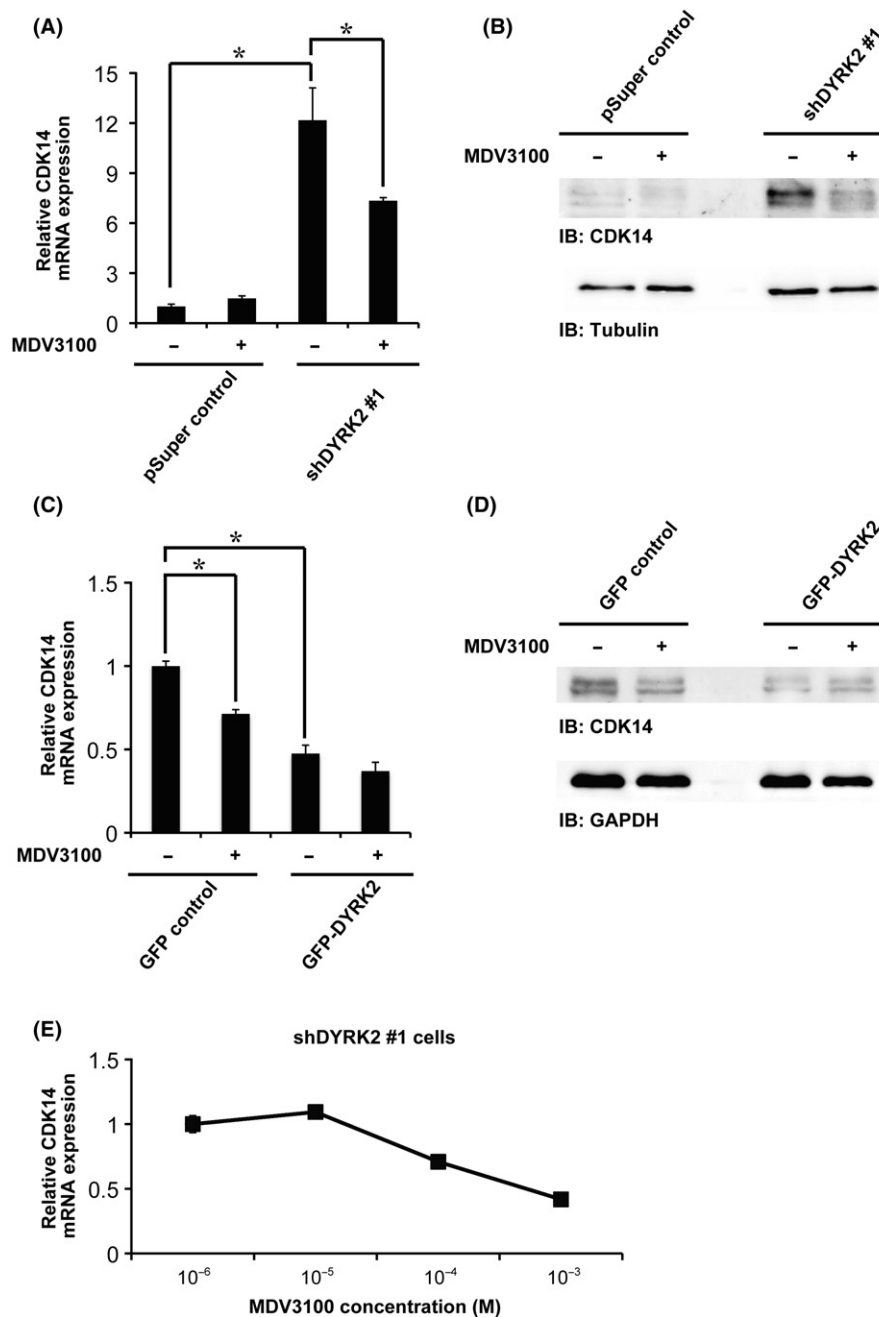 (A)
*
*
15
12
9
6
3
0
Relative CDK14
mRNA expression
MDV3100
– + – +
pSuper control
shDYRK2 #1
(B)
pSuper control
shDYRK2 #1
MDV3100 – + – +
IB: CDK14
IB: Tubulin
(C)
*
*
1.5
1
0.5
0
Relative CDK14
mRNA expression
MDV3100 – + – +
GFP control
GFP-DYRK2
(D)
GFP control
GFP-DYRK2
MDV3100 – + – +
IB: CDK14
IB: GAPDH
(E)
shDYRK2 #1 cells
1.5
1
0.5
0
Relative CDK14
mRNA expression
10⁻⁶ 10⁻⁵ 10⁻⁴ 10⁻³
MDV3100 concentration (M)